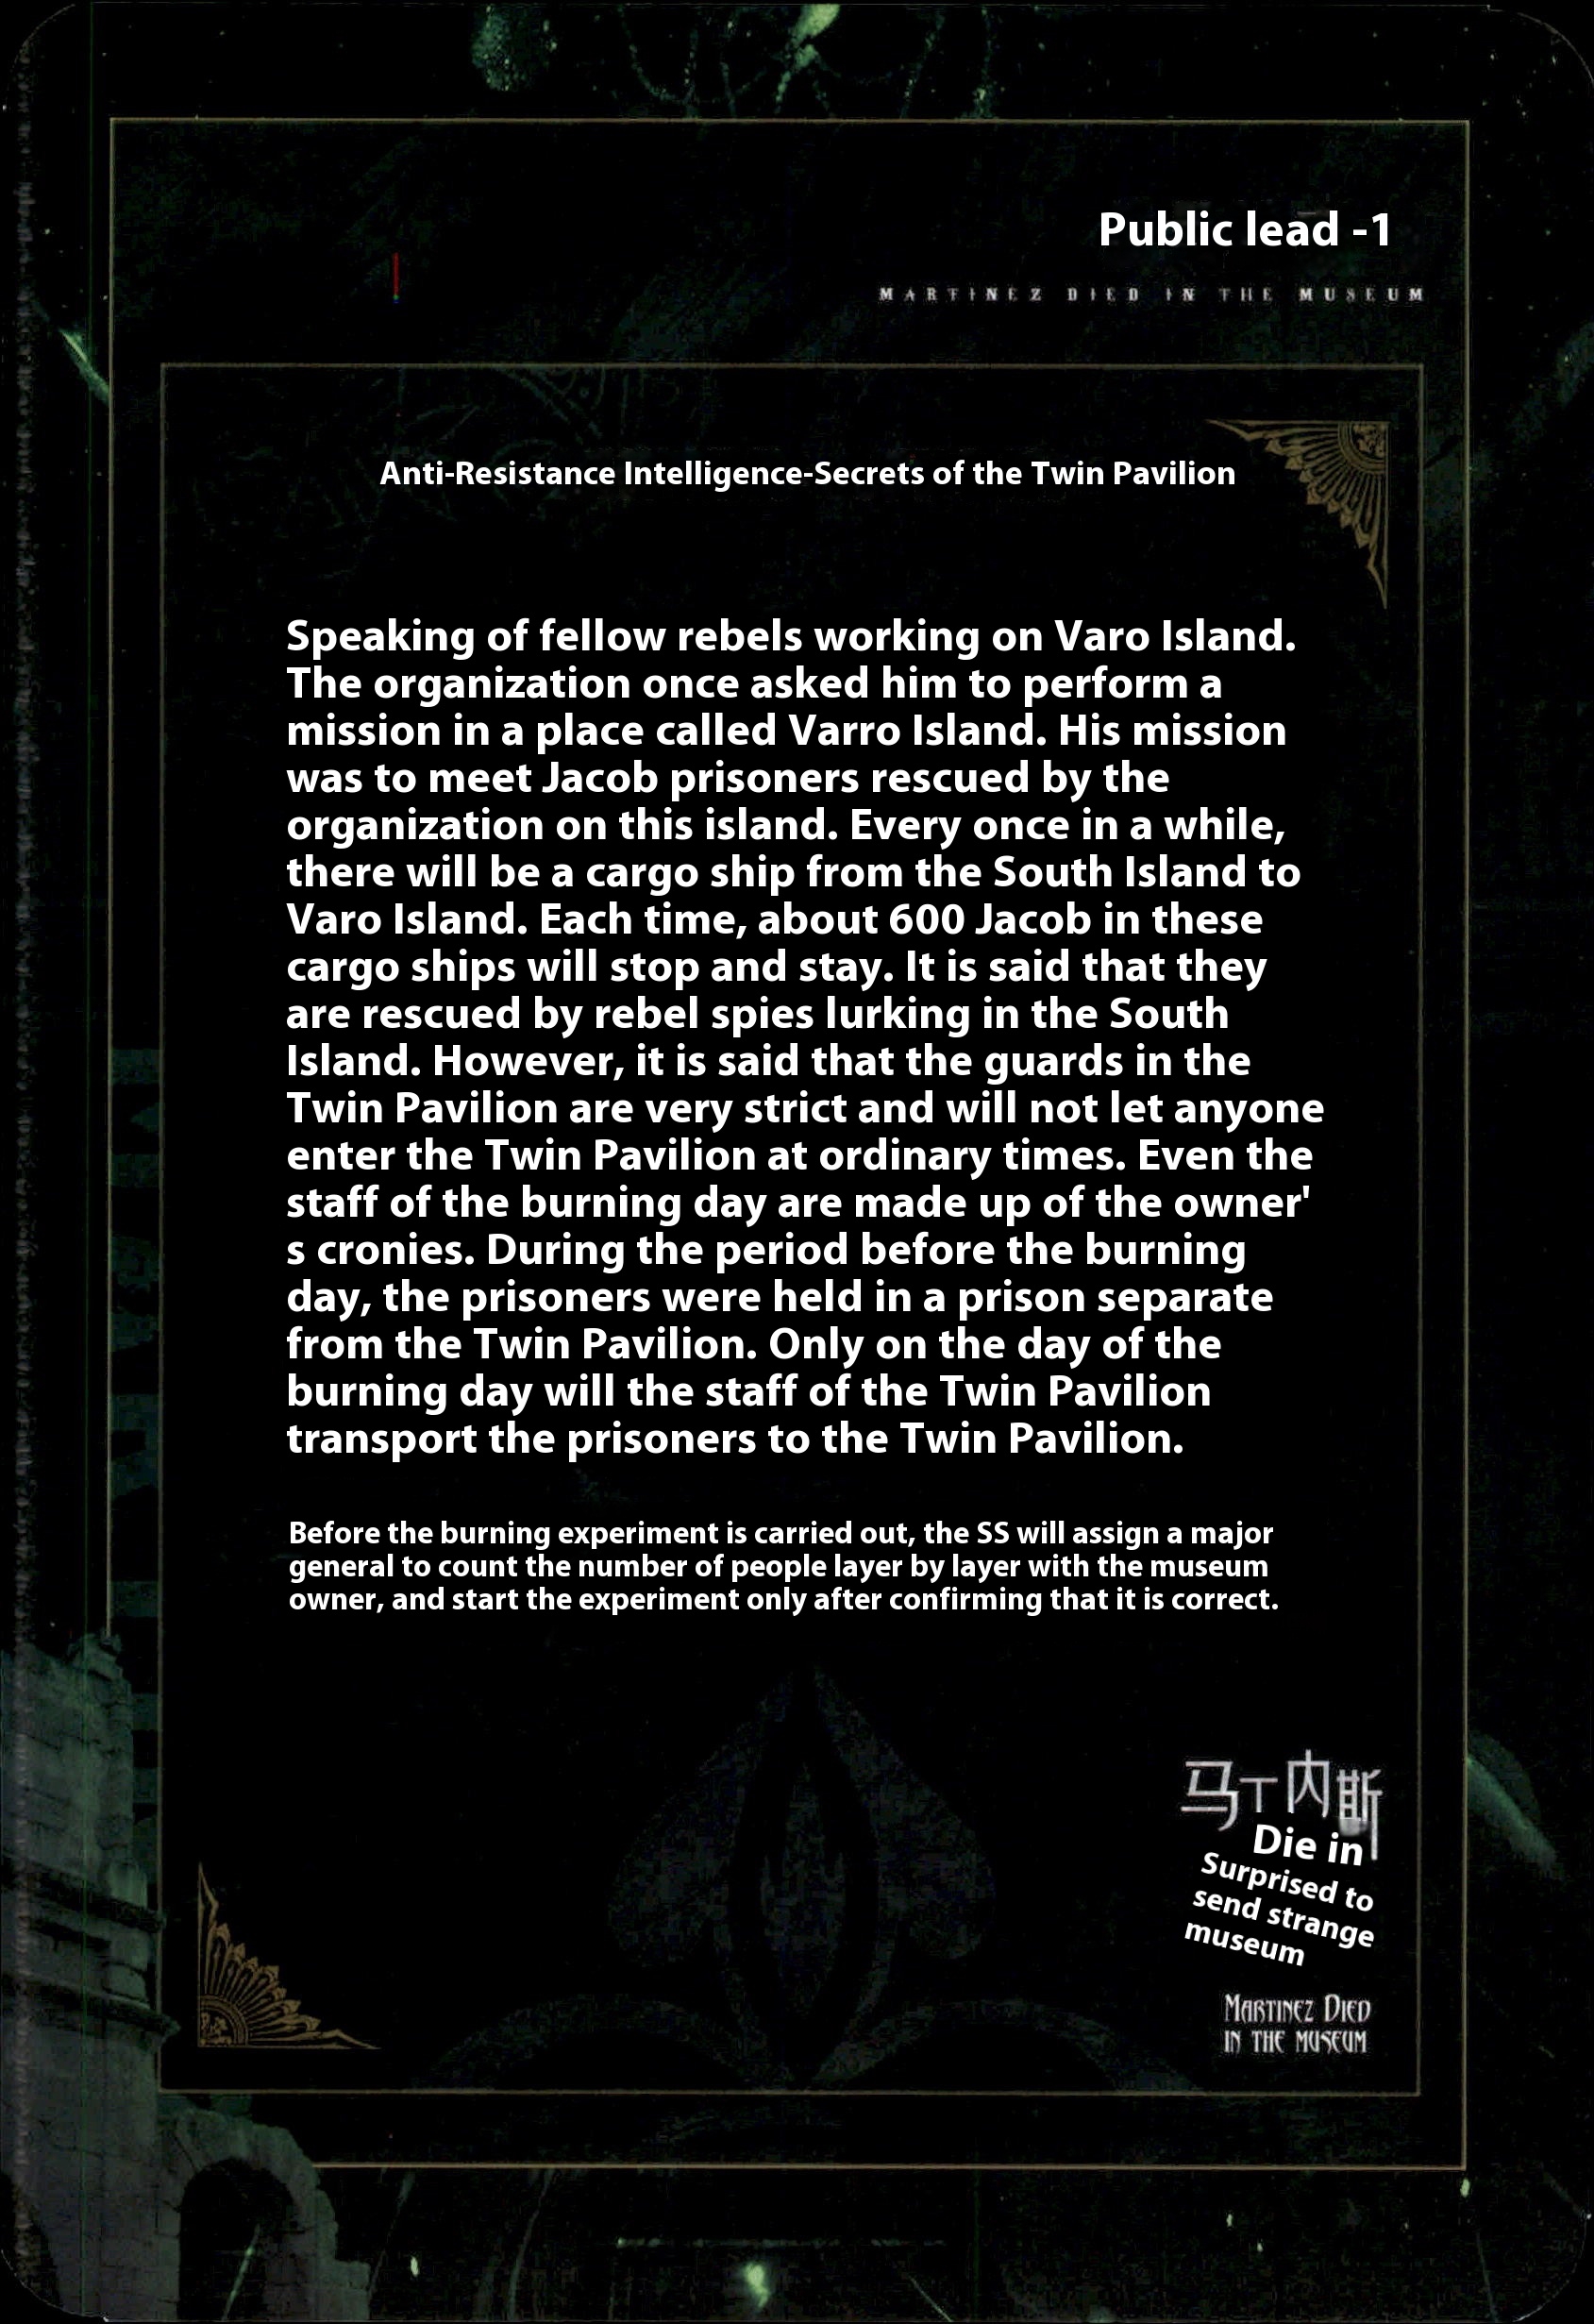 Public lead -1
MARTINEZ DIED IN THE MUSEUM
Anti-Resistance Intelligence-Secrets of the Twin Pavilion
Speaking of fellow rebels working on Varo Island.
The organization once asked him to perform a
mission in a place called Varro Island. His mission
was to meet Jacob prisoners rescued by the
organization on this island. Every once in a while,
there will be a cargo ship from the South Island to
Varo Island. Each time, about 600 Jacob in these
cargo ships will stop and stay. It is said that they
are rescued by rebel spies lurking in the South
Island. However, it is said that the guards in the
Twin Pavilion are very strict and will not let anyone
enter the Twin Pavilion at ordinary times. Even the
staff of the burning day are made up of the owner'
s cronies. During the period before the burning
day, the prisoners were held in a prison separate
from the Twin Pavilion. Only on the day of the
burning day will the staff of the Twin Pavilion
transport the prisoners to the Twin Pavilion.
Before the burning experiment is carried out, the SS will assign a major
general to count the number of people layer by layer with the museum
owner, and start the experiment only after confirming that it is correct.
马丁内斯
Die in
Surprised to
send strange
museum
MARTINEZ DIED
IN THE MUSEUM